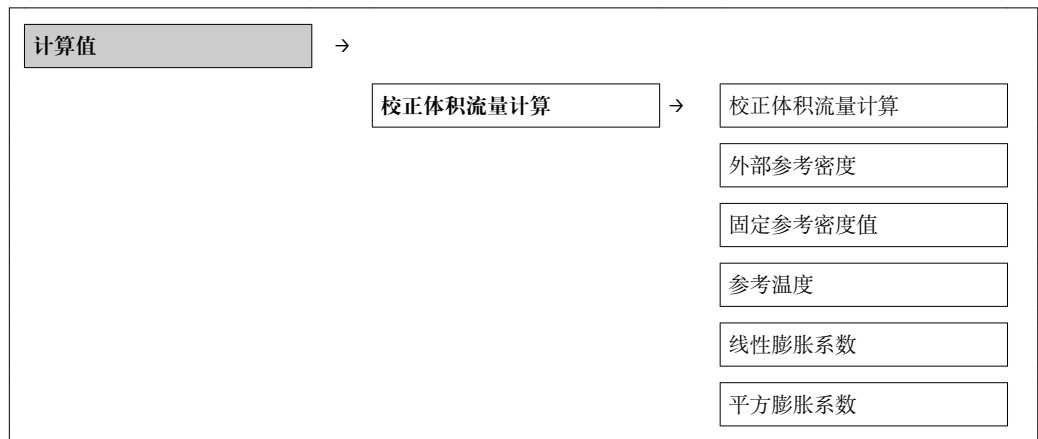 计算值 →
校正体积流量计算 → 校正体积流量计算
外部参考密度
固定参考密度值
参考温度
线性膨胀系数
平方膨胀系数